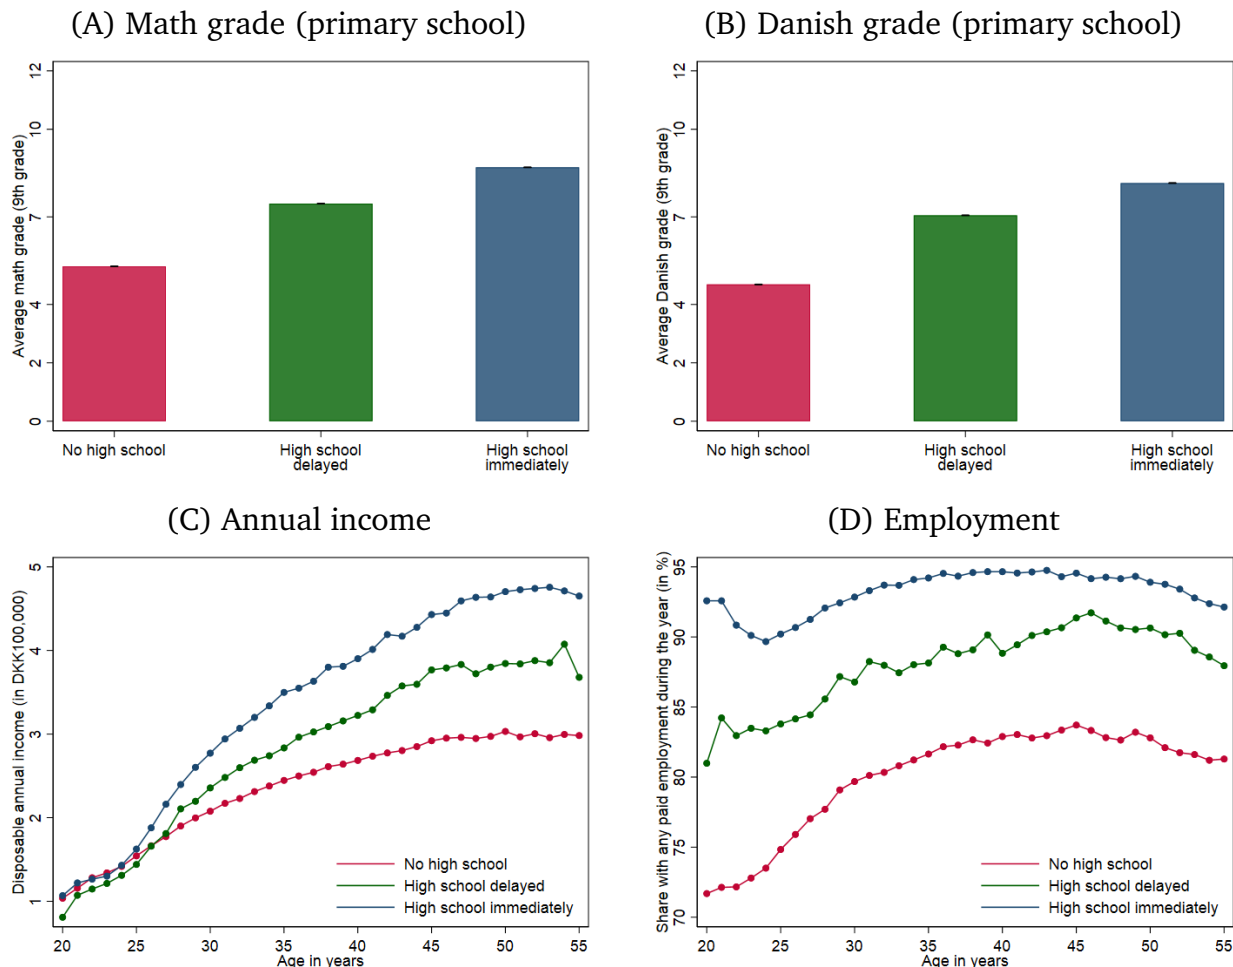 (A) Math grade (primary school)
Average math grade (9th grade)
12
10
7
4
2
0
No high school
High school
delayed
High school
immediately
(B) Danish grade (primary school)
Average Danish grade (9th grade)
12
10
7
4
2
0
No high school
High school
delayed
High school
immediately
(C) Annual income
Disposable annual income (in DKK100,000)
5
4
3
2
1
No high school
High school delayed
High school immediately
20 25 30 35 40 45 50 55
Age in years
(D) Employment
Share with any paid employment during the year (in %)
95
90
85
80
75
70
No high school
High school delayed
High school immediately
20 25 30 35 40 45 50 55
Age in years